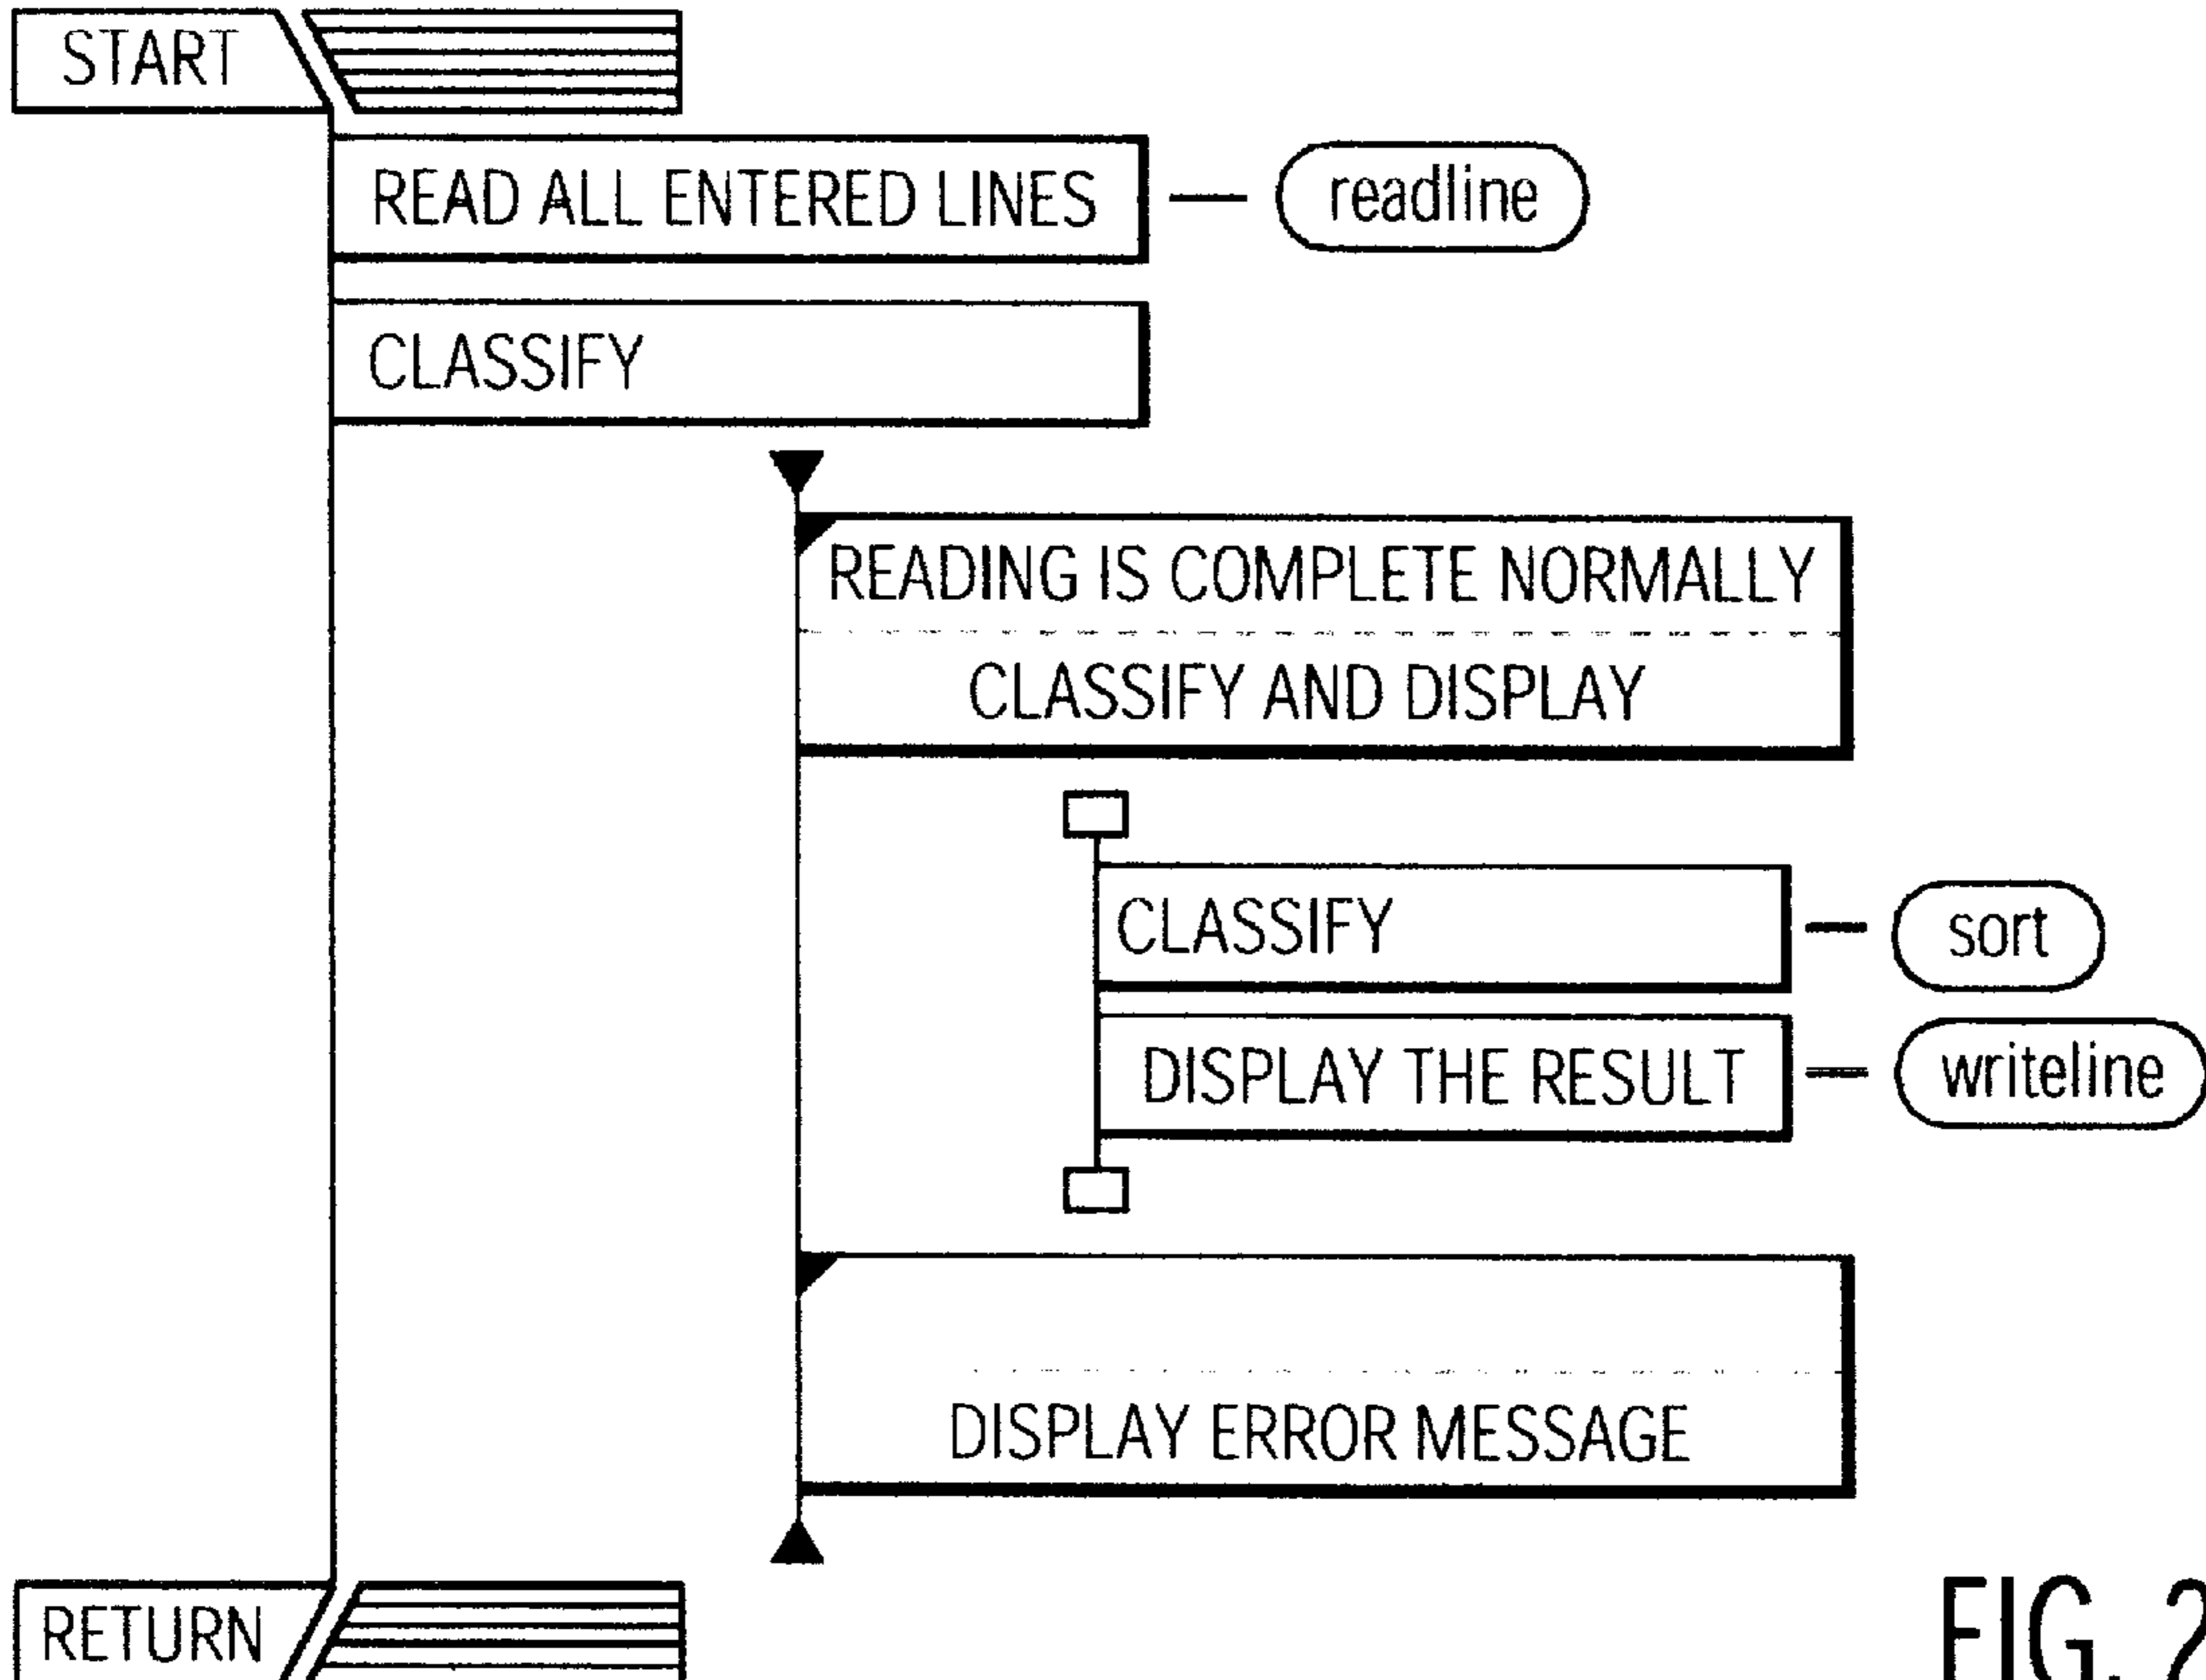 START
READ ALL ENTERED LINES
readline
CLASSIFY
READING IS COMPLETE NORMALLY
CLASSIFY AND DISPLAY
CLASSIFY
sort
DISPLAY THE RESULT
writeline
DISPLAY ERROR MESSAGE
RETURN
FIG. 2